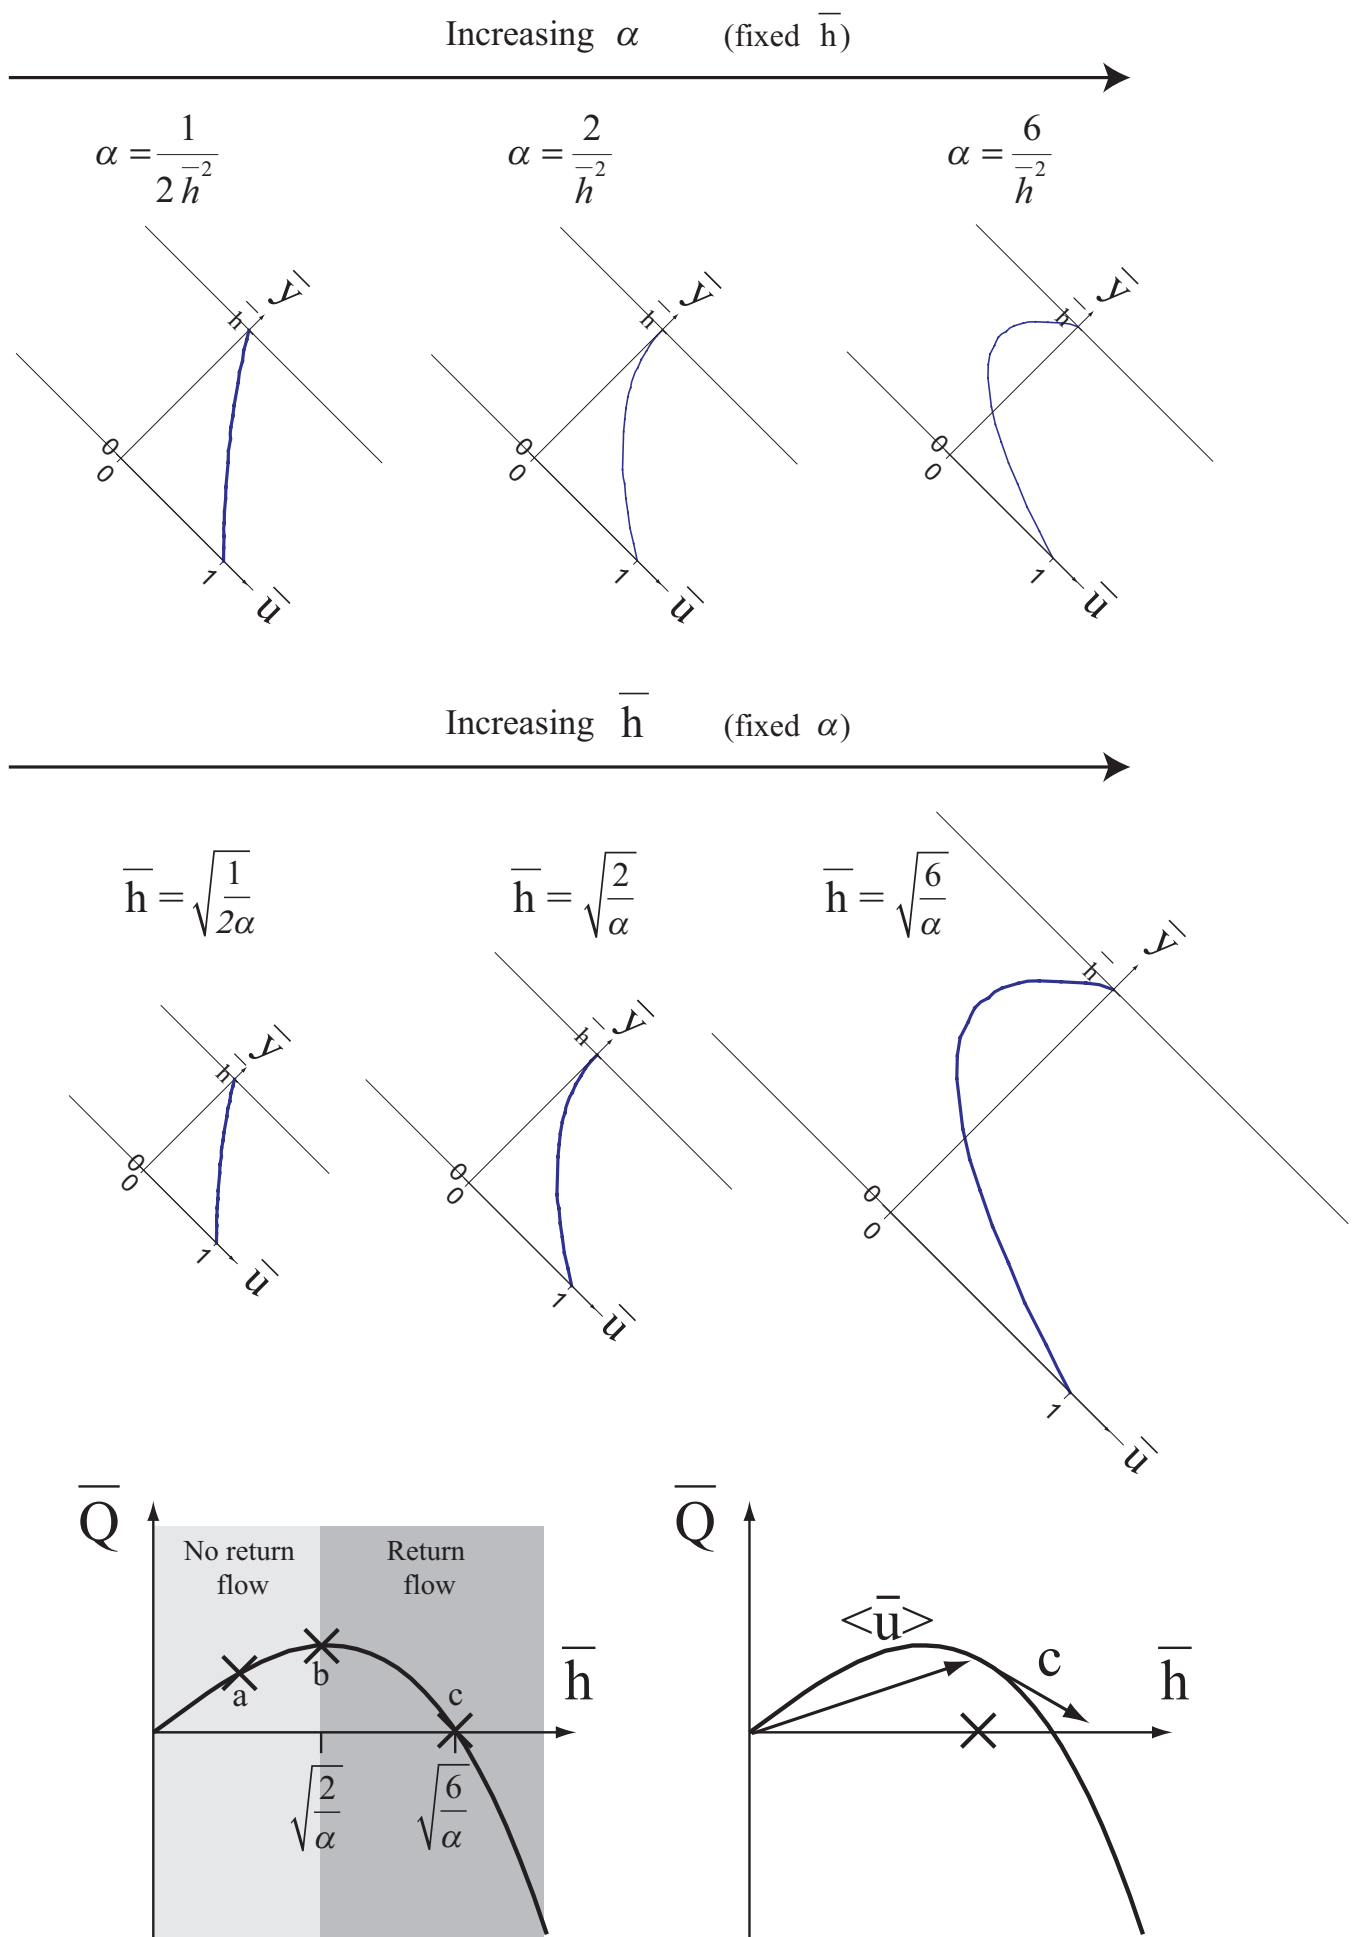 Increasing α (fixed h̅)
α = 1/(2 h̅²)
α = 2/h̅²
α = 6/h̅²
y̅
h̅
0
0
1
u̅
y̅
h̅
0
0
1
u̅
y̅
h̅
0
0
1
u̅
Increasing h̅ (fixed α)
h̅ = √(1/2α)
h̅ = √(2/α)
h̅ = √(6/α)
y̅
h̅
0
0
1
u̅
y̅
h̅
0
0
1
u̅
y̅
h̅
0
0
1
u̅
Q̅
No return
flow
Return
flow
a
b
c
h̅
√(2/α)
√(6/α)
Q̅
<u̅>
c
h̅